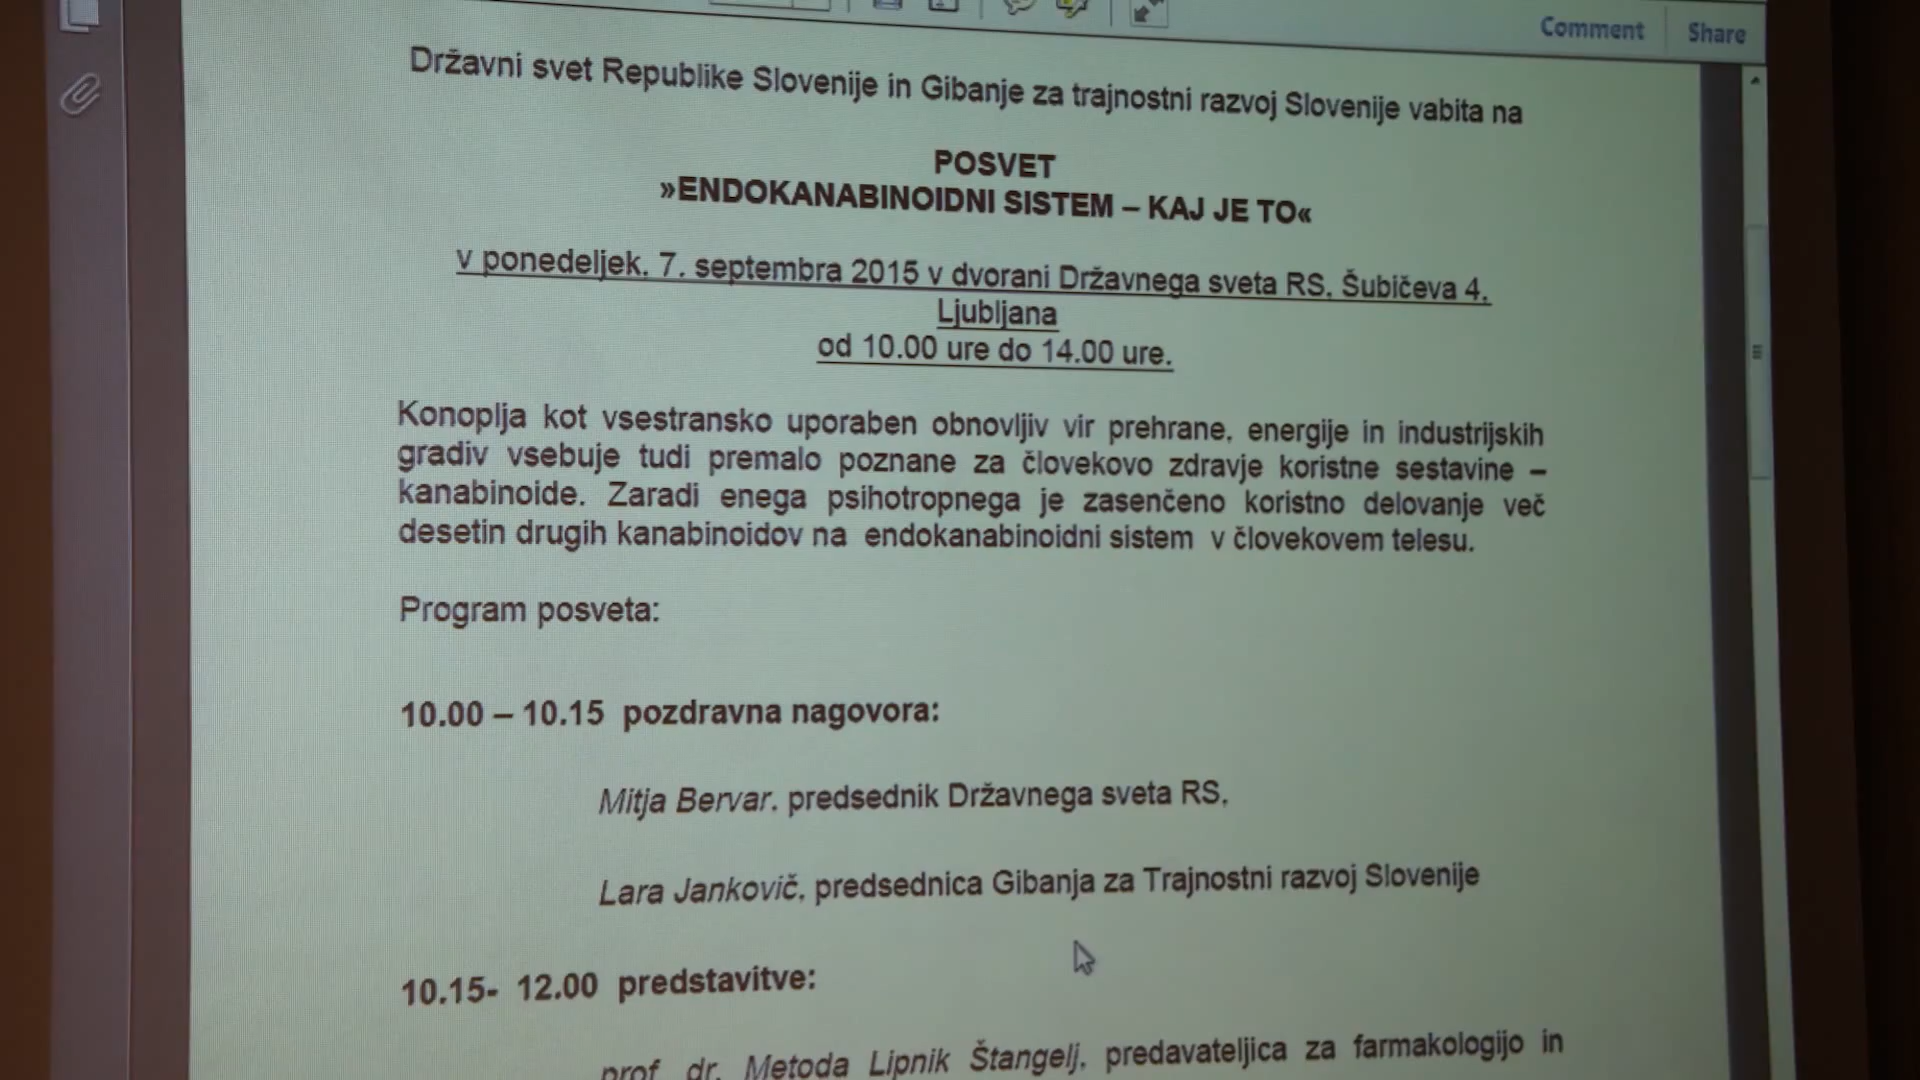 Comment Share
Državni svet Republike Slovenije in Gibanje za trajnostni razvoj Slovenije vabita na
POSVET
»ENDOKANABINOIDNI SISTEM – KAJ JE TO«
v ponedeljek, 7. septembra 2015 v dvorani Državnega sveta RS, Šubičeva 4,
Ljubljana
od 10.00 ure do 14.00 ure.
Konoplja kot vsestransko uporaben obnovljiv vir prehrane, energije in industrijskih
gradiv vsebuje tudi premalo poznane za človekovo zdravje koristne sestavine –
kanabinoide. Zaradi enega psihotropnega je zasenčeno koristno delovanje več
desetin drugih kanabinoidov na endokanabinoidni sistem v človekovem telesu.
Program posveta:
10.00 – 10.15 pozdravna nagovora:
Mitja Bervar, predsednik Državnega sveta RS,
Lara Jankovič, predsednica Gibanja za Trajnostni razvoj Slovenije
10.15- 12.00 predstavitve:
prof. dr. Metoda Lipnik Štangelj, predavateljica za farmakologijo in